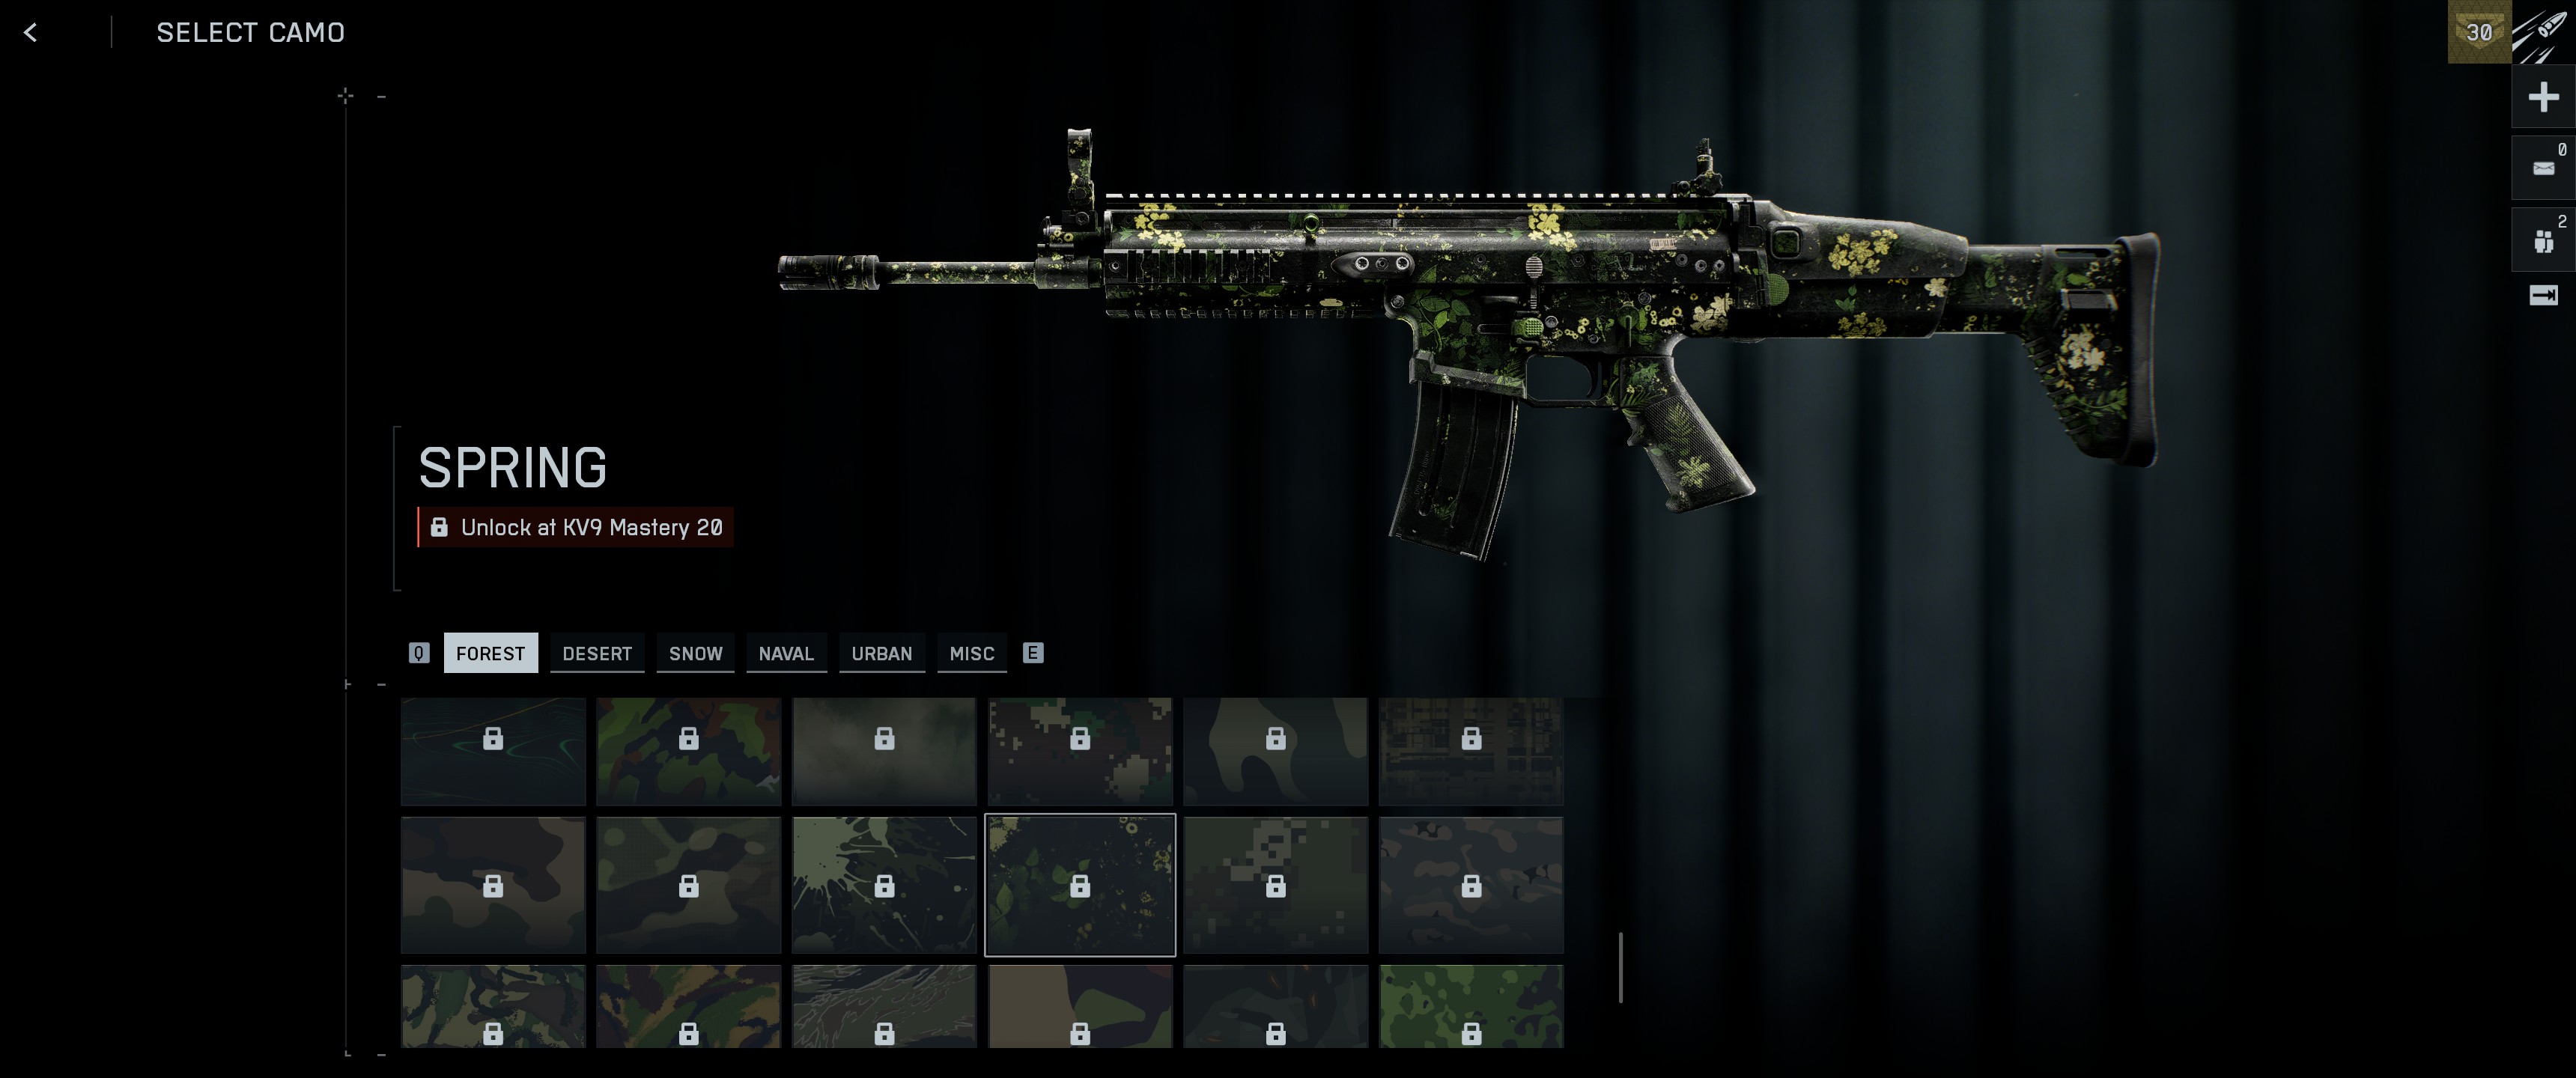 SELECT CAMO
30
0
2
SPRING
Unlock at KV9 Mastery 20
Q FOREST DESERT SNOW NAVAL URBAN MISC E